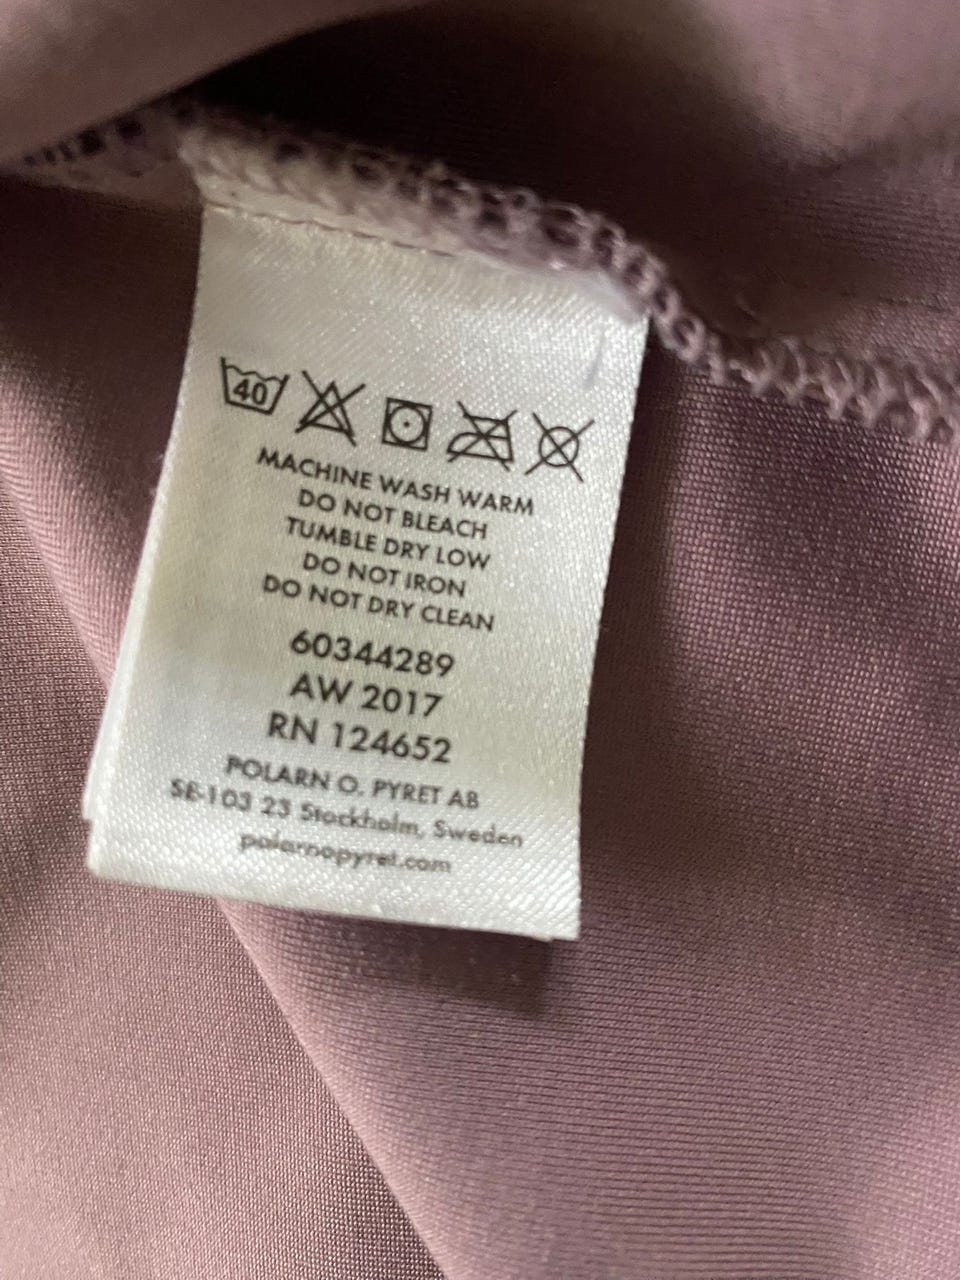 40
MACHINE WASH WARM
DO NOT BLEACH
TUMBLE DRY LOW
DO NOT IRON
DO NOT DRY CLEAN
60344289
AW 2017
RN 124652
POLARN O. PYRET AB
SE-103 23 Stockholm, Sweden
polarnopyret.com